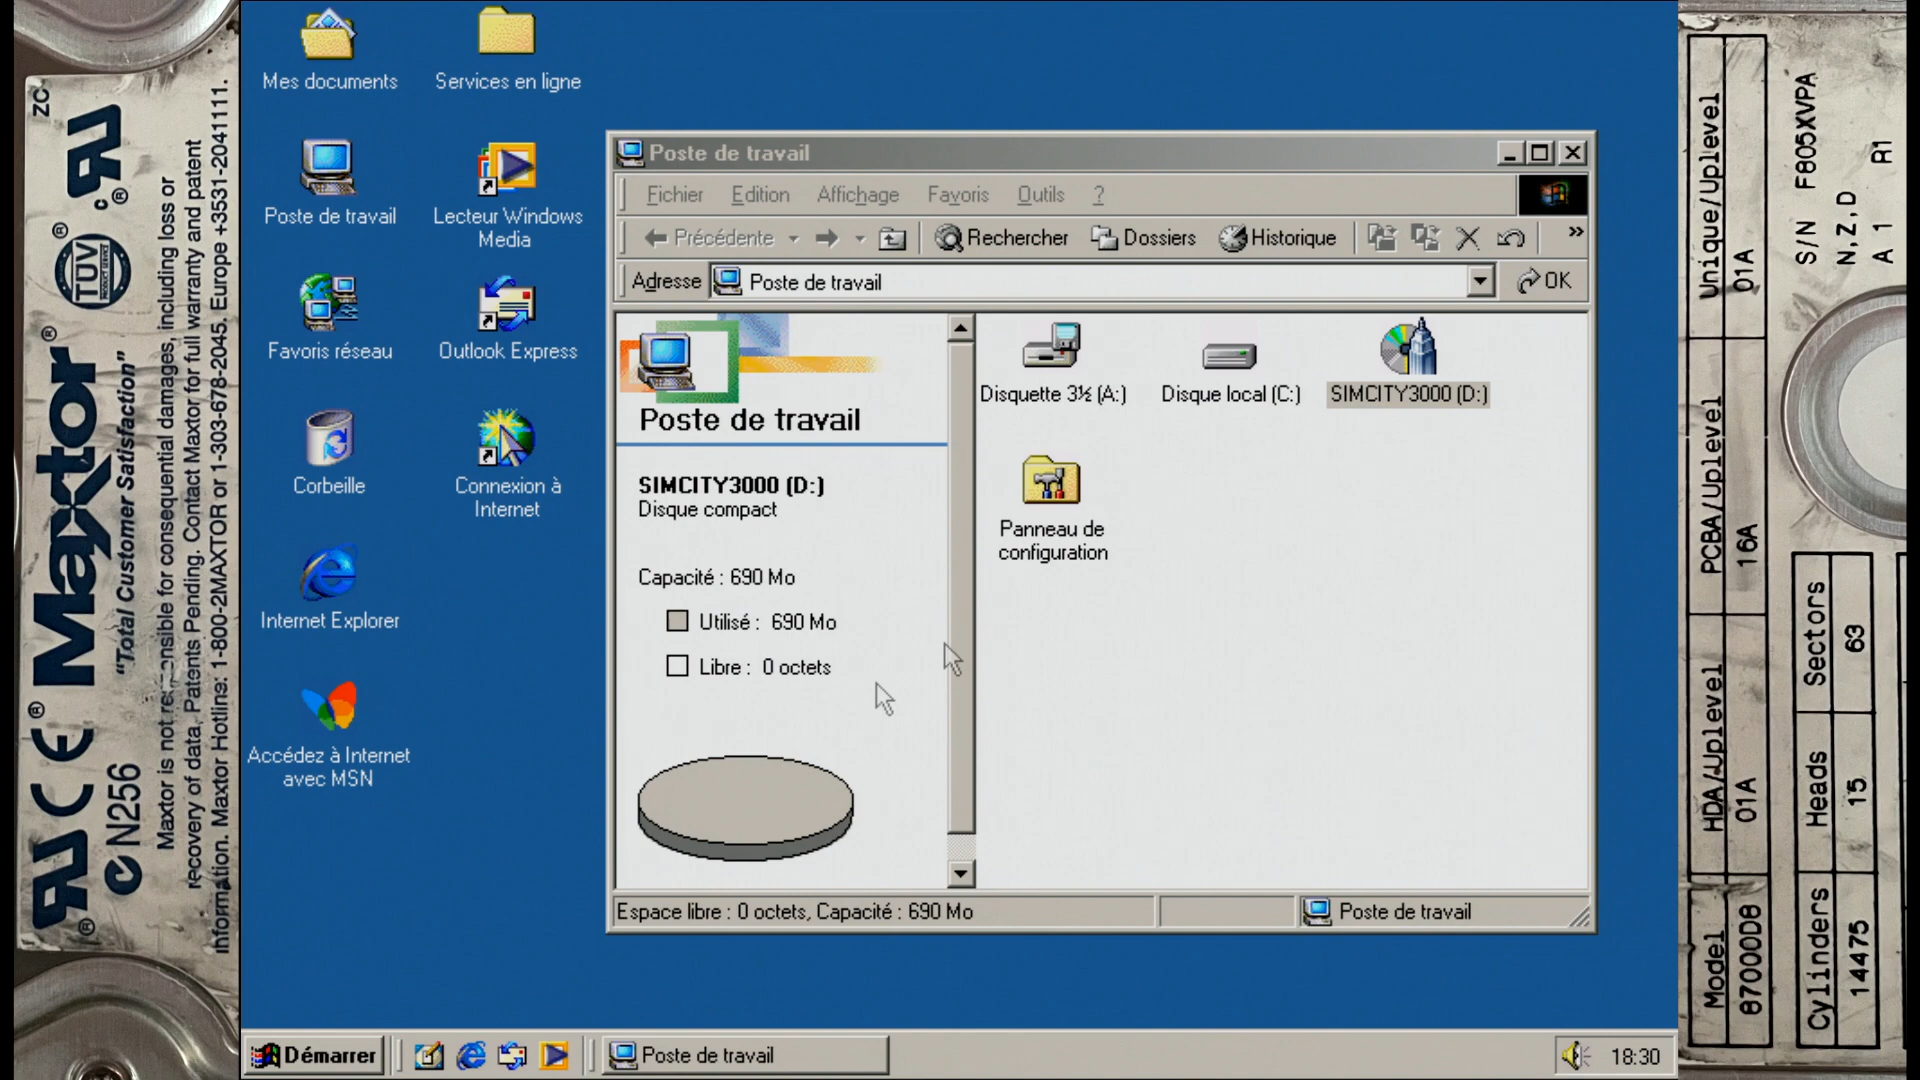 ZC
Maxtor
"Total Customer Satisfaction"
Maxtor is not responsible for consequential damages, including loss or
recovery of data. Patents Pending. Contact Maxtor for full warranty and patent
information. Maxtor Hotline: 1-800-2MAXTOR or 1-303-678-2045. Europe +3531-2041111.
TUV
PRODUCT SERVICE
CE
N256
Mes documents
Services en ligne
Poste de travail
Lecteur Windows
Media
Favoris réseau
Outlook Express
Corbeille
Connexion à
Internet
Internet Explorer
Accédez à Internet
avec MSN
Poste de travail
Fichier Edition Affichage Favoris Outils ?
Précédente Rechercher Dossiers Historique »
Adresse Poste de travail OK
Poste de travail
SIMCITY3000 (D:)
Disque compact
Capacité : 690 Mo
Utilisé : 690 Mo
Libre : 0 octets
Disquette 3½ (A:)
Disque local (C:)
SIMCITY3000 (D:)
Panneau de
configuration
Espace libre : 0 octets, Capacité : 690 Mo
Poste de travail
Démarrer
Poste de travail
18:30
Model
87000D8
HDA/Uplevel
01A
PCBA/Uplevel
16A
Unique/Uplevel
01A
Cylinders
14475
Heads
15
Sectors
63
S/N F805XVPA
N,Z,D
A 1 R1